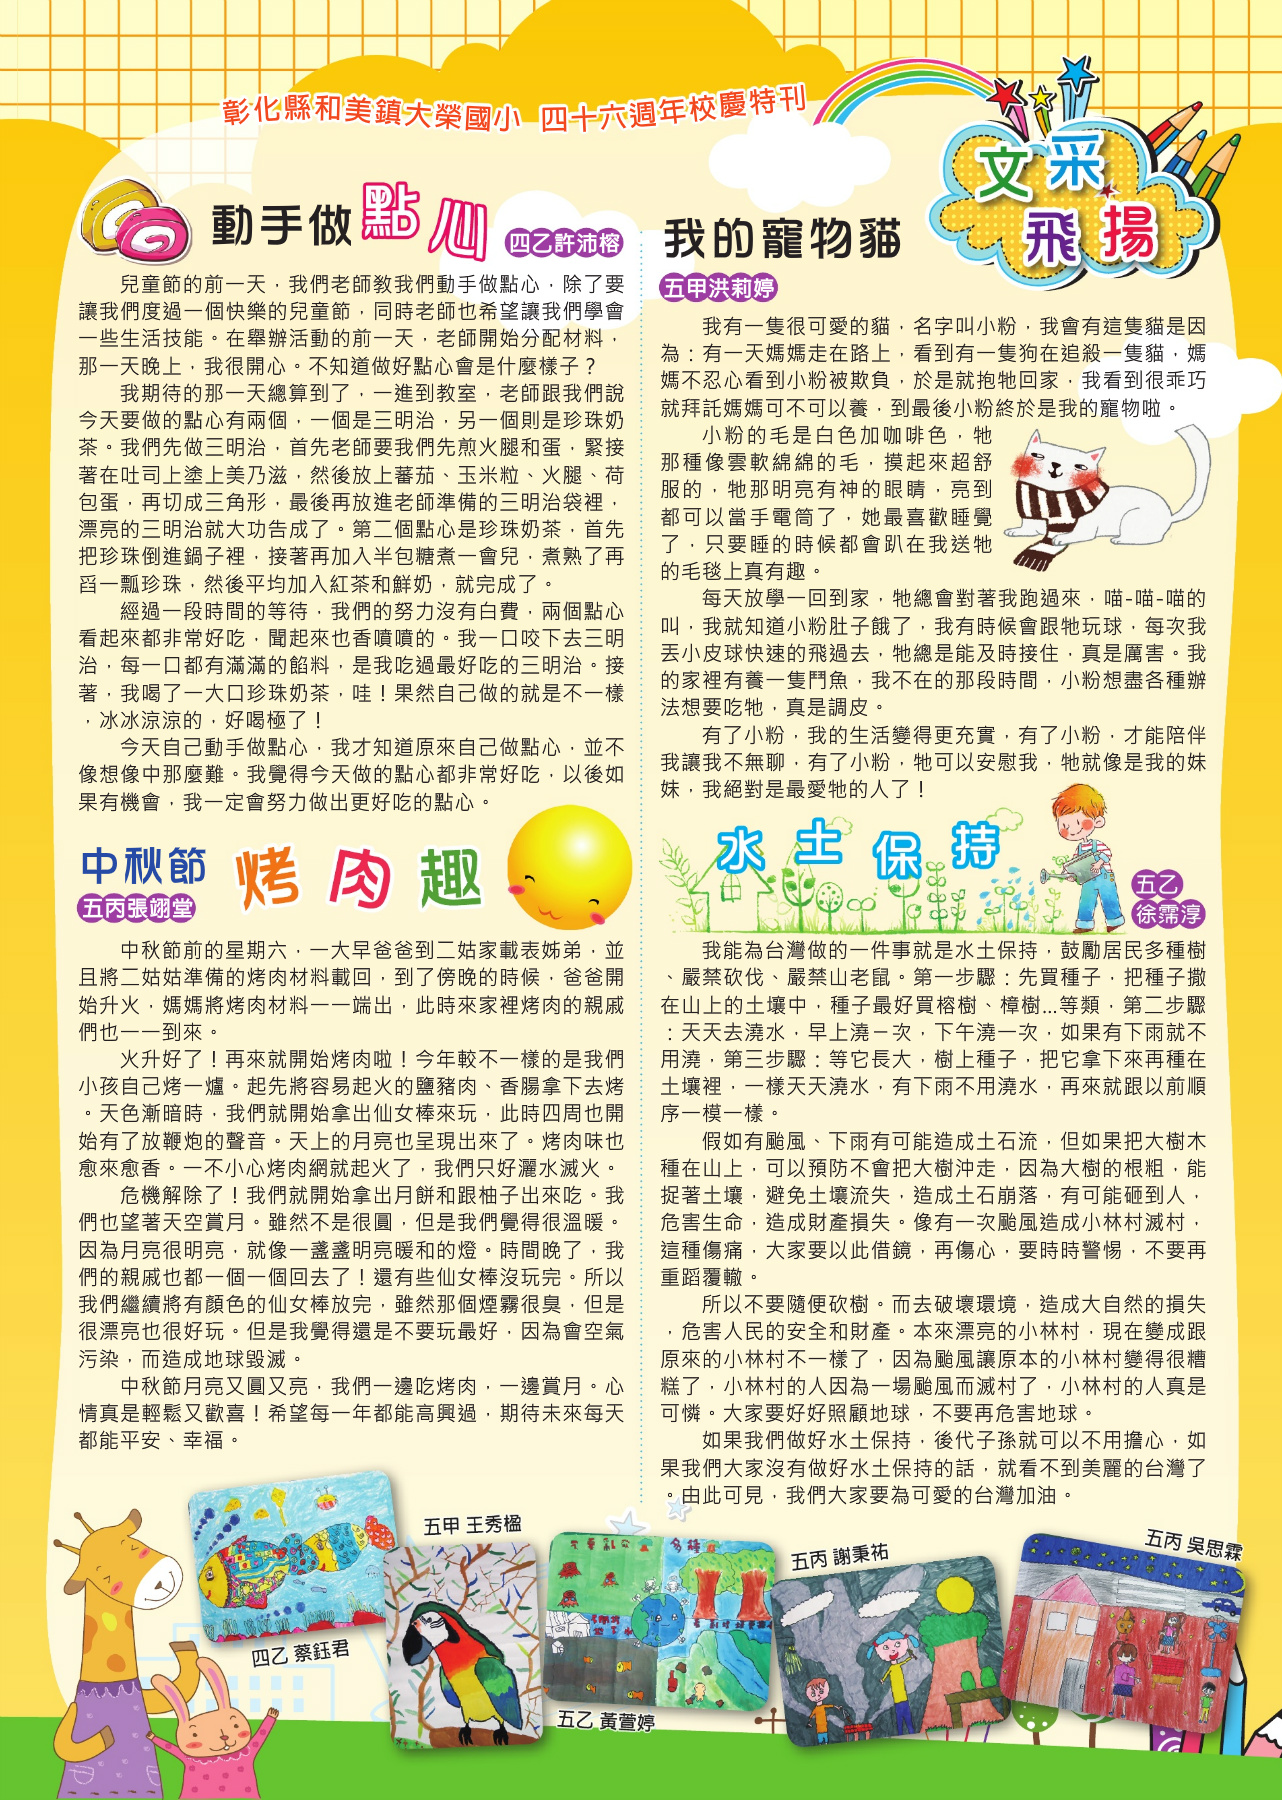 彰化縣和美鎮大榮國小 四十六週年校慶特刊
文采飛揚
動手做點心
四乙許沛榕
兒童節的前一天，我們老師教我們動手做點心，除了要
讓我們度過一個快樂的兒童節，同時老師也希望讓我們學會
一些生活技能。在舉辦活動的前一天，老師開始分配材料，
那一天晚上，我很開心。不知道做好點心會是什麼樣子？
我期待的那一天總算到了，一進到教室，老師跟我們說
今天要做的點心有兩個，一個是三明治，另一個則是珍珠奶
茶。我們先做三明治，首先老師要我們先煎火腿和蛋，緊接
著在吐司上塗上美乃滋，然後放上蕃茄、玉米粒、火腿、荷
包蛋，再切成三角形，最後再放進老師準備的三明治袋裡，
漂亮的三明治就大功告成了。第二個點心是珍珠奶茶，首先
把珍珠倒進鍋子裡，接著再加入半包糖煮一會兒，煮熟了再
舀一瓢珍珠，然後平均加入紅茶和鮮奶，就完成了。
經過一段時間的等待，我們的努力沒有白費，兩個點心
看起來都非常好吃，聞起來也香噴噴的。我一口咬下去三明
治，每一口都有滿滿的餡料，是我吃過最好吃的三明治。接
著，我喝了一大口珍珠奶茶，哇！果然自己做的就是不一樣
，冰冰涼涼的，好喝極了！
今天自己動手做點心，我才知道原來自己做點心，並不
像想像中那麼難。我覺得今天做的點心都非常好吃，以後如
果有機會，我一定會努力做出更好吃的點心。
中秋節 烤肉趣
五丙張翊堂
中秋節前的星期六，一大早爸爸到二姑家載表姊弟，並
且將二姑姑準備的烤肉材料載回，到了傍晚的時候，爸爸開
始升火，媽媽將烤肉材料一一端出，此時來家裡烤肉的親戚
們也一一到來。
火升好了！再來就開始烤肉啦！今年較不一樣的是我們
小孩自己烤一爐。起先將容易起火的鹽豬肉、香腸拿下去烤
。天色漸暗時，我們就開始拿出仙女棒來玩，此時四周也開
始有了放鞭炮的聲音。天上的月亮也呈現出來了。烤肉味也
愈來愈香。一不小心烤肉網就起火了，我們只好灑水滅火。
危機解除了！我們就開始拿出月餅和跟柚子出來吃。我
們也望著天空賞月。雖然不是很圓，但是我們覺得很溫暖。
因為月亮很明亮，就像一盞盞明亮暖和的燈。時間晚了，我
們的親戚也都一個一個回去了！還有些仙女棒沒玩完。所以
我們繼續將有顏色的仙女棒放完，雖然那個煙霧很臭，但是
很漂亮也很好玩。但是我覺得還是不要玩最好，因為會空氣
污染，而造成地球毀滅。
中秋節月亮又圓又亮，我們一邊吃烤肉，一邊賞月。心
情真是輕鬆又歡喜！希望每一年都能高興過，期待未來每天
都能平安、幸福。
我的寵物貓
五甲洪莉婷
我有一隻很可愛的貓，名字叫小粉，我會有這隻貓是因
為：有一天媽媽走在路上，看到有一隻狗在追殺一隻貓，媽
媽不忍心看到小粉被欺負，於是就抱牠回家，我看到很乖巧
就拜託媽媽可不可以養，到最後小粉終於是我的寵物啦。
小粉的毛是白色加咖啡色，牠
那種像雲軟綿綿的毛，摸起來超舒
服的，牠那明亮有神的眼睛，亮到
都可以當手電筒了，她最喜歡睡覺
了，只要睡的時候都會趴在我送牠
的毛毯上真有趣。
每天放學一回到家，牠總會對著我跑過來，喵-喵-喵的
叫，我就知道小粉肚子餓了，我有時候會跟牠玩球，每次我
丟小皮球快速的飛過去，牠總是能及時接住，真是厲害。我
的家裡有養一隻鬥魚，我不在的那段時間，小粉想盡各種辦
法想要吃牠，真是調皮。
有了小粉，我的生活變得更充實，有了小粉，才能陪伴
我讓我不無聊，有了小粉，牠可以安慰我，牠就像是我的妹
妹，我絕對是最愛牠的人了！
水土保持
五乙
徐霈淳
我能為台灣做的一件事就是水土保持，鼓勵居民多種樹
、嚴禁砍伐、嚴禁山老鼠。第一步驟：先買種子，把種子撒
在山上的土壤中，種子最好買榕樹、樟樹...等類，第二步驟
：天天去澆水，早上澆一次，下午澆一次，如果有下雨就不
用澆，第三步驟：等它長大，樹上種子，把它拿下來再種在
土壤裡，一樣天天澆水，有下雨不用澆水，再來就跟以前順
序一模一樣。
假如有颱風、下雨有可能造成土石流，但如果把大樹木
種在山上，可以預防不會把大樹沖走，因為大樹的根粗，能
捉著土壤，避免土壤流失，造成土石崩落，有可能砸到人，
危害生命，造成財產損失。像有一次颱風造成小林村滅村，
這種傷痛，大家要以此借鏡，再傷心，要時時警惕，不要再
重蹈覆轍。
所以不要隨便砍樹。而去破壞環境，造成大自然的損失
，危害人民的安全和財產。本來漂亮的小林村，現在變成跟
原來的小林村不一樣了，因為颱風讓原本的小林村變得很糟
糕了，小林村的人因為一場颱風而滅村了，小林村的人真是
可憐。大家要好好照顧地球，不要再危害地球。
如果我們做好水土保持，後代子孫就可以不用擔心，如
果我們大家沒有做好水土保持的話，就看不到美麗的台灣了
。由此可見，我們大家要為可愛的台灣加油。
四乙 蔡鈺君
五甲 王秀楹
五乙 黃萱婷
五丙 謝秉祐
五丙 吳思霖